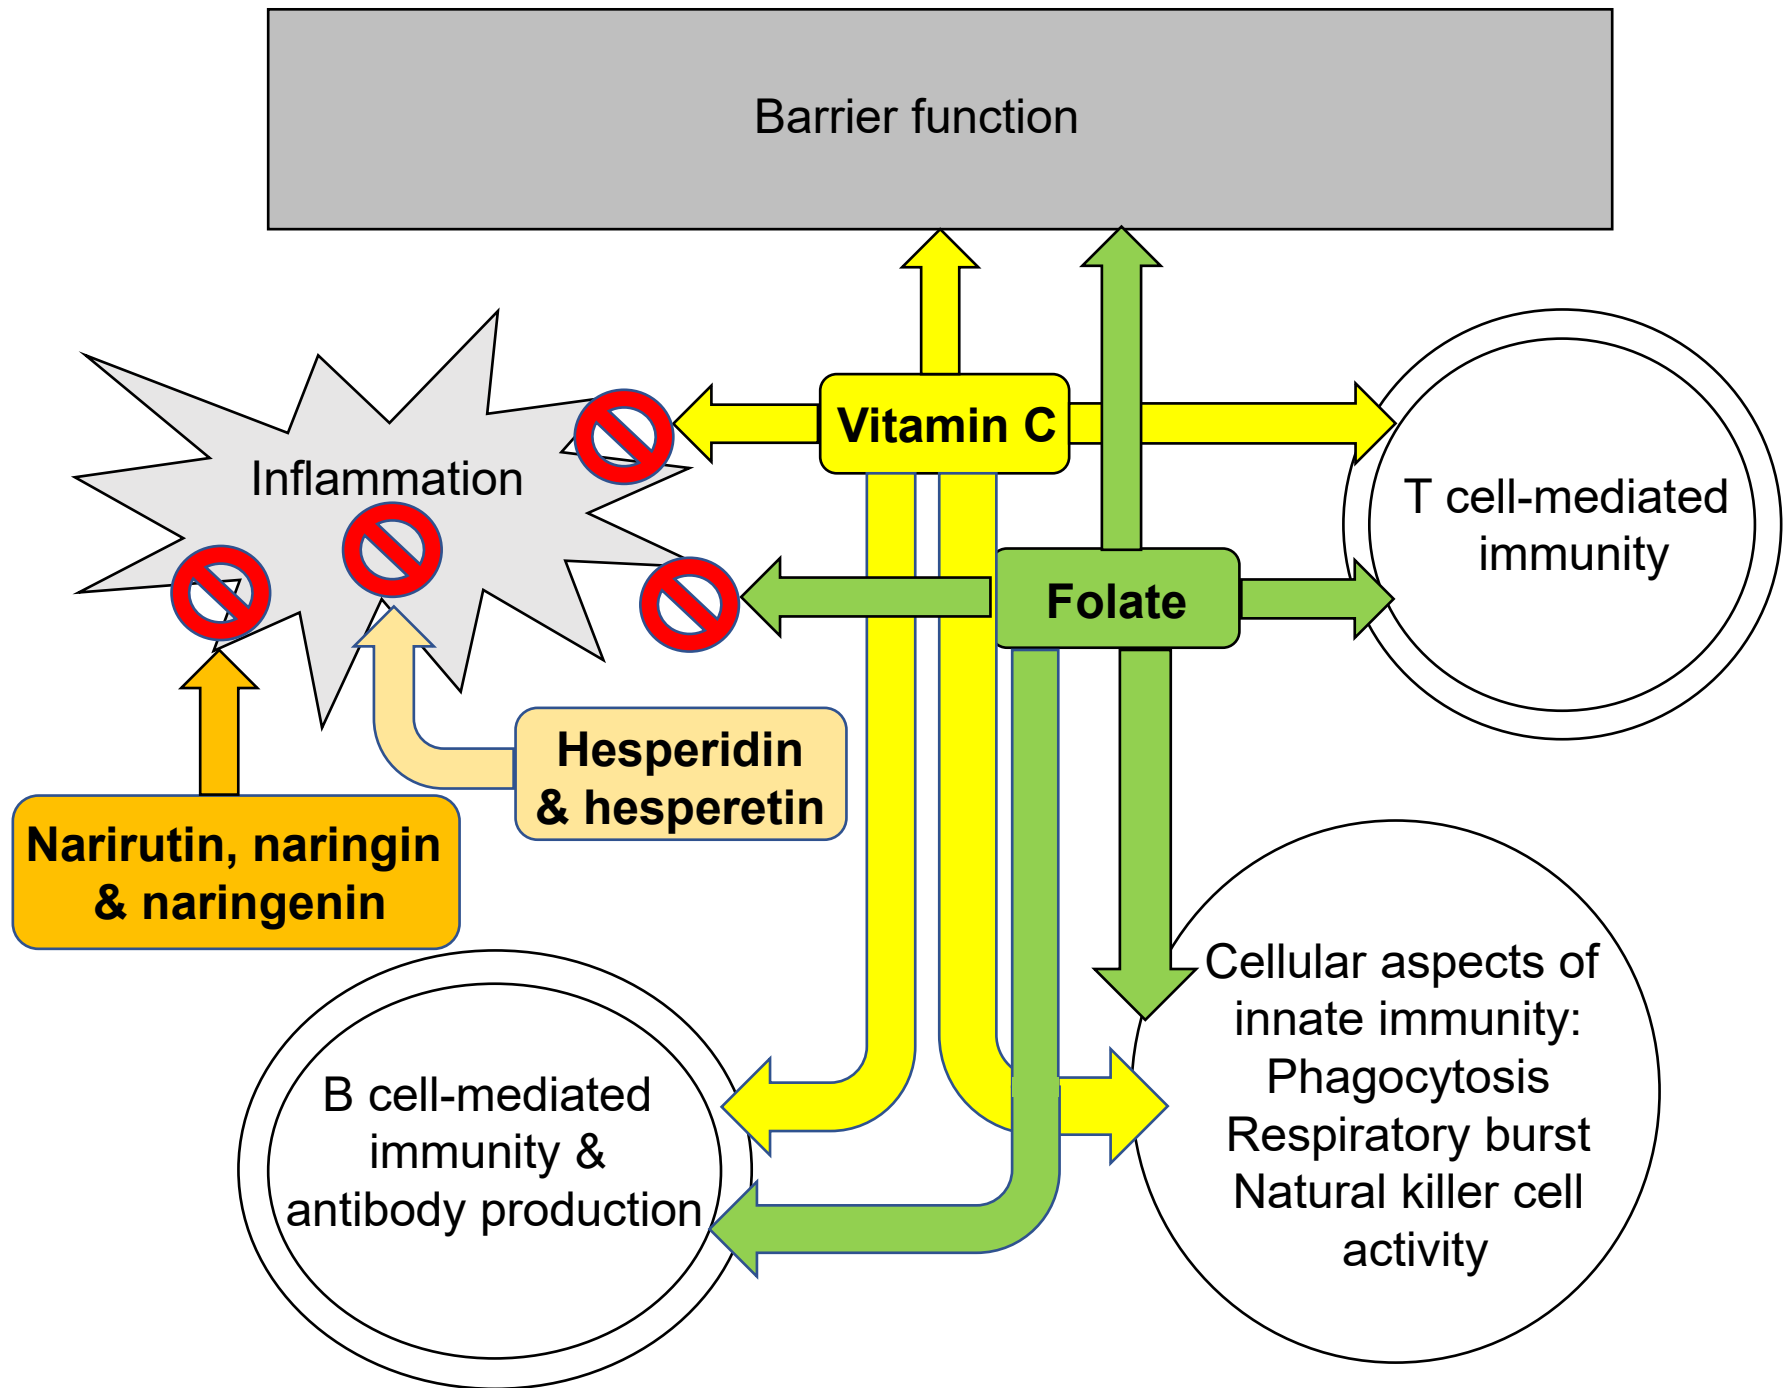 Barrier function
Vitamin C
Inflammation
T cell-mediated
immunity
Folate
Hesperidin
& hesperetin
Narirutin, naringin
& naringenin
Cellular aspects of
innate immunity:
Phagocytosis
Respiratory burst
Natural killer cell
activity
B cell-mediated
immunity &
antibody production